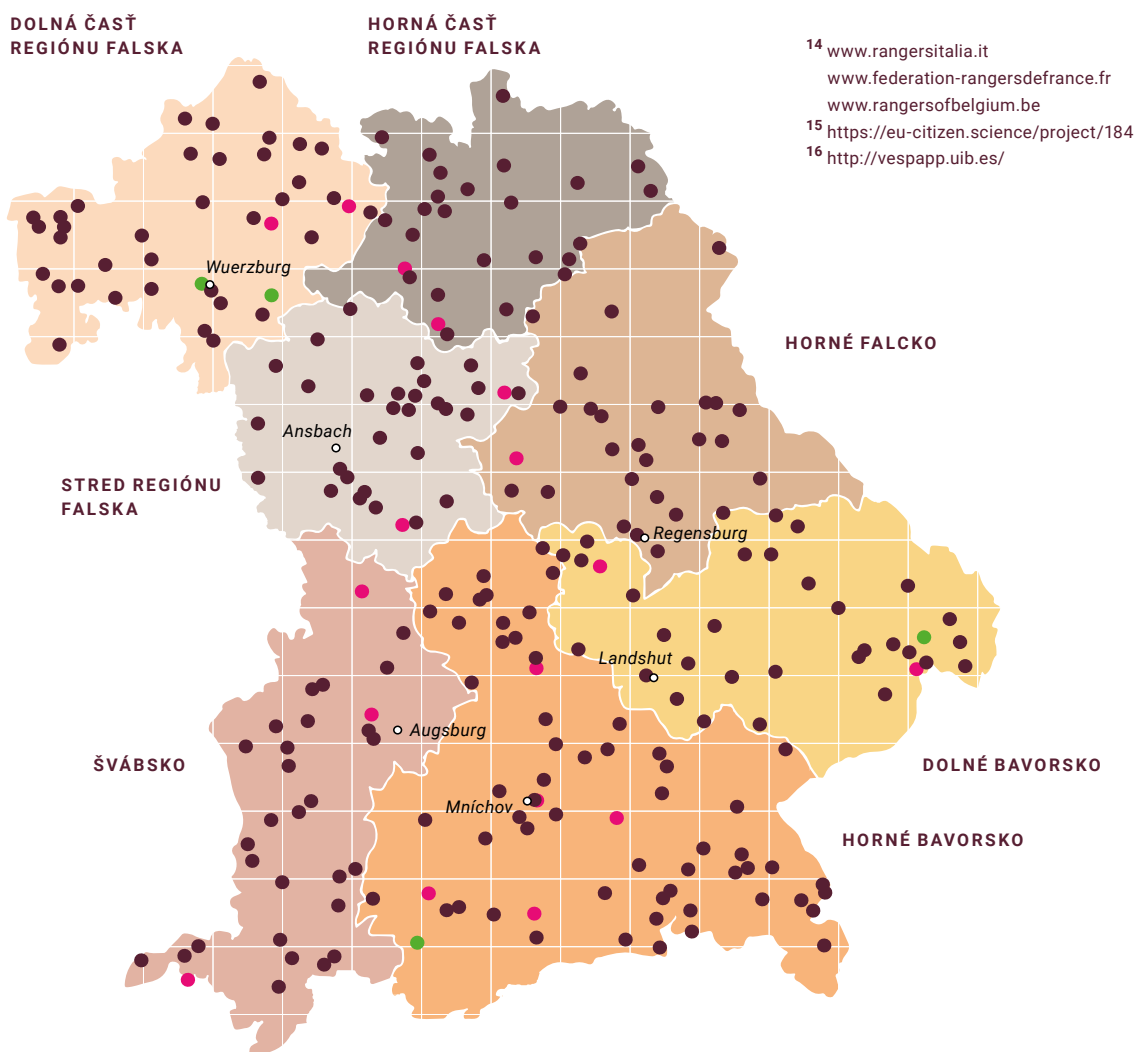 DOLNÁ ČASŤ
REGIÓNU FALSKA
HORNÁ ČASŤ
REGIÓNU FALSKA
14 www.rangersitalia.it
www.federation-rangersdefrance.fr
www.rangersofbelgium.be
15 https://eu-citizen.science/project/184
16 http://vespapp.uib.es/
Wuerzburg
HORNÉ FALCKO
Ansbach
STRED REGIÓNU
FALSKA
Regensburg
Landshut
Augsburg
ŠVÁBSKO
DOLNÉ BAVORSKO
Mníchov
HORNÉ BAVORSKO